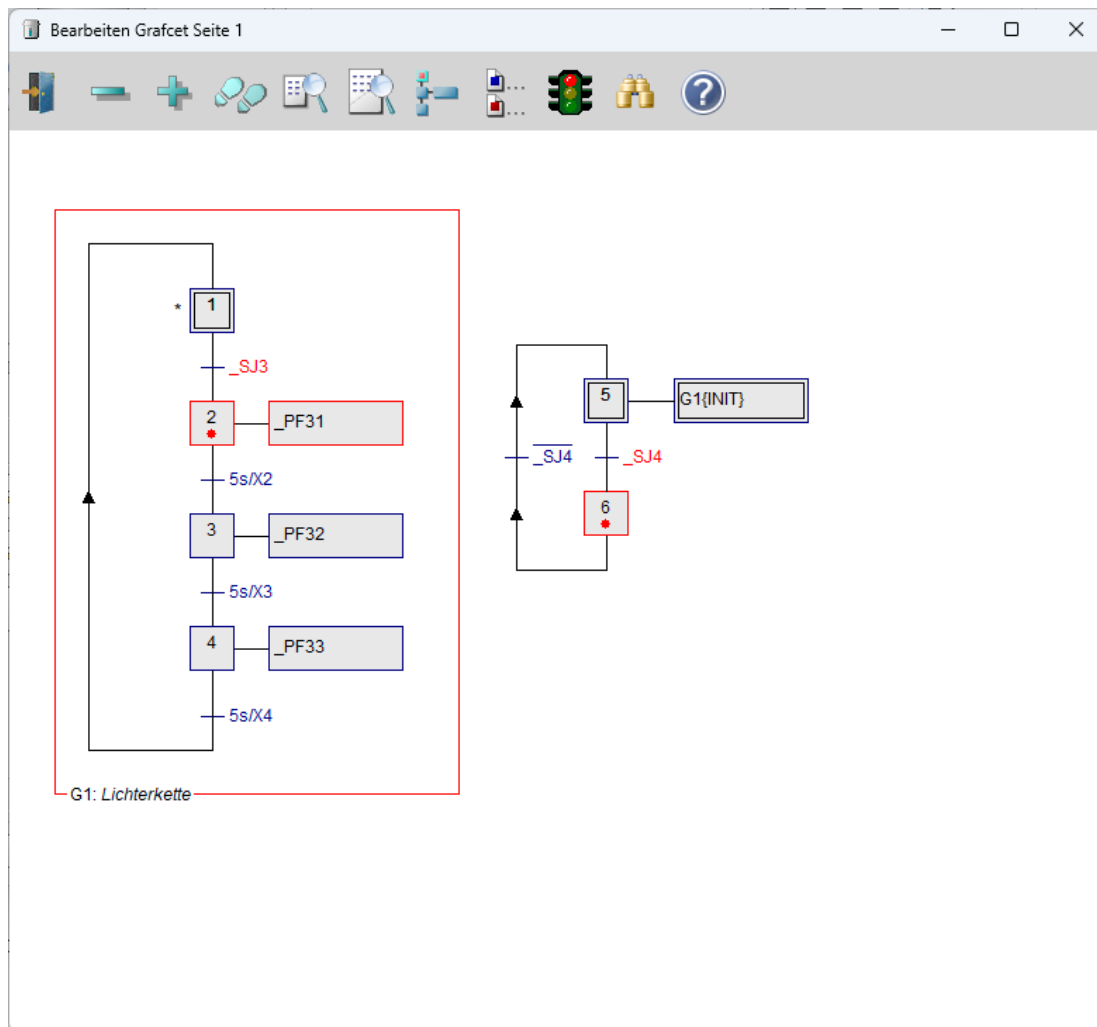 Bearbeiten Grafcet Seite 1
* 1
_SJ3
2 _PF31
5s/X2
3 _PF32
5s/X3
4 _PF33
5s/X4
G1: Lichterkette
5 G1{INIT}
_SJ4 _SJ4
6